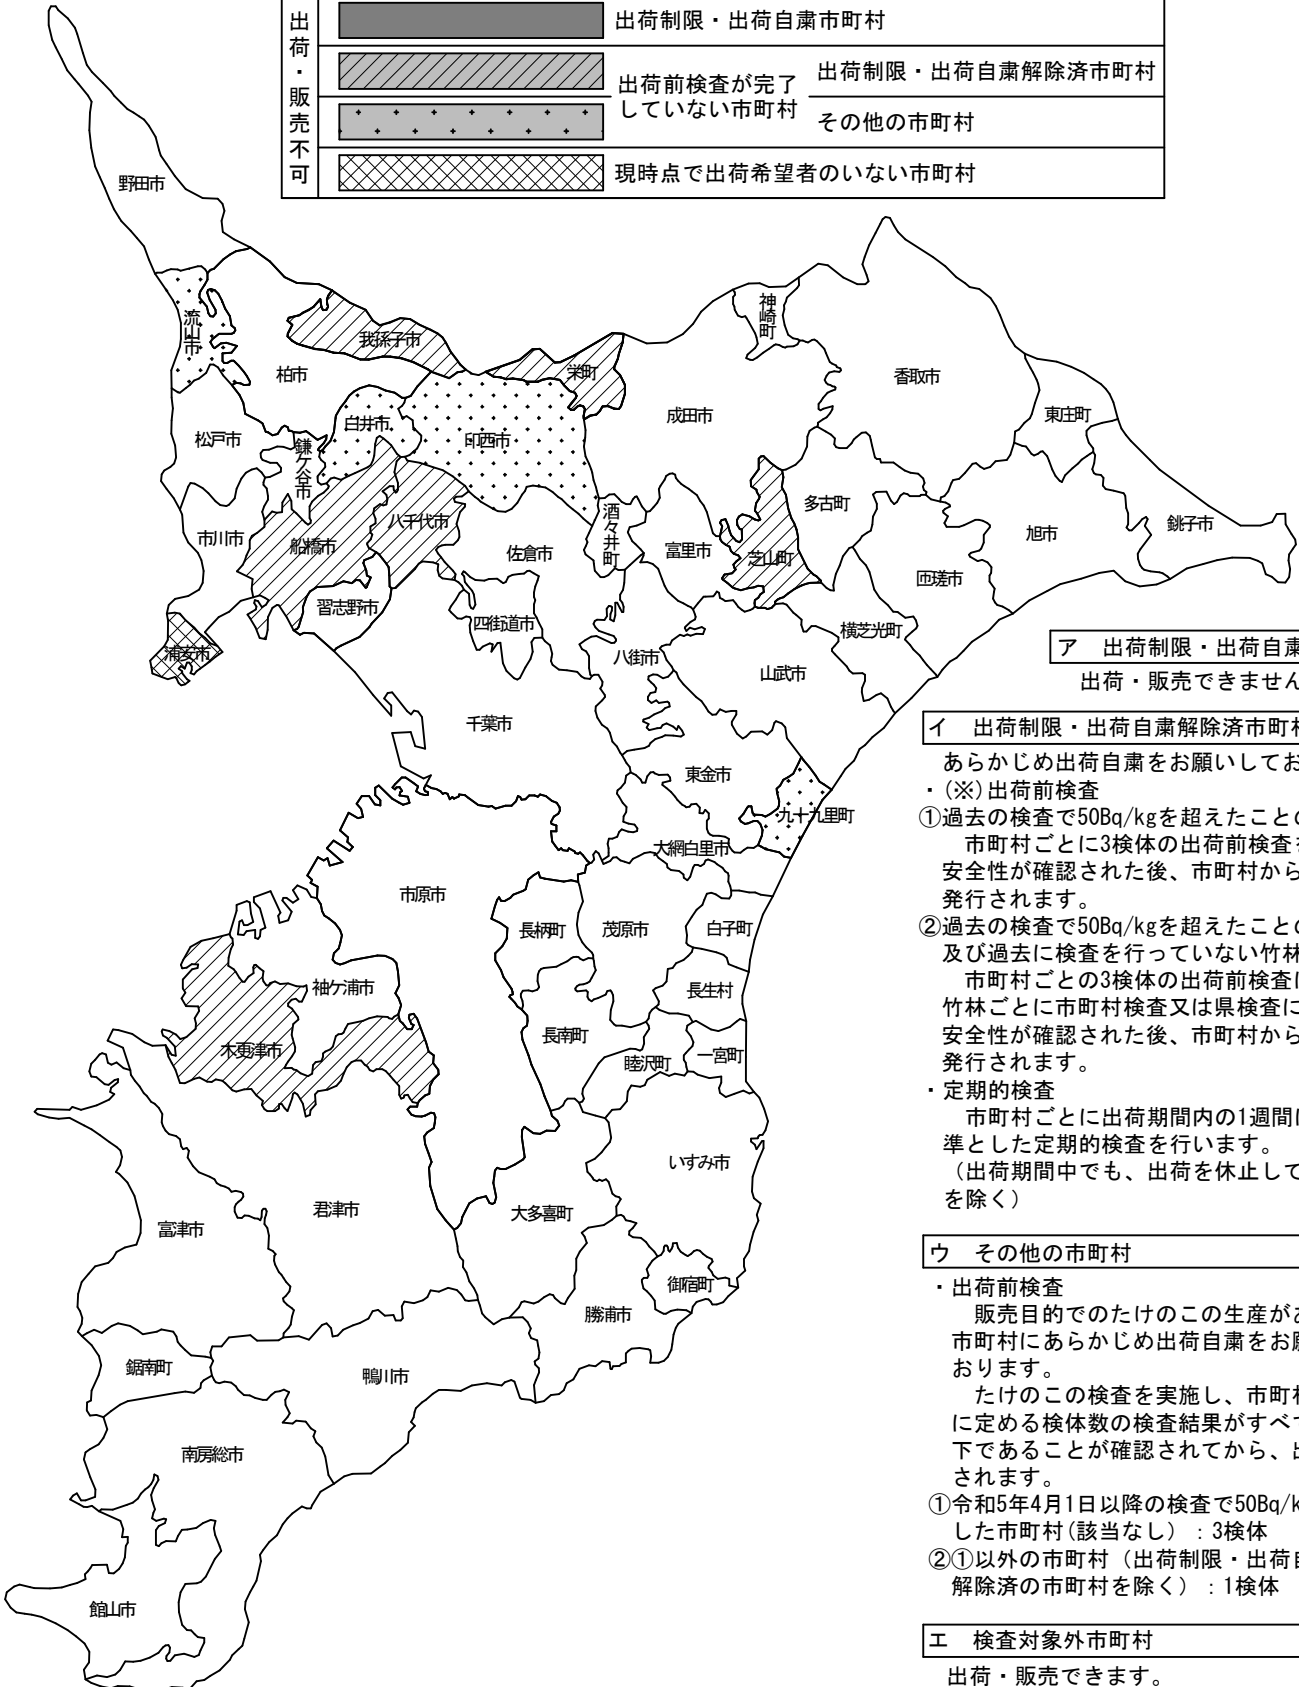 出荷・販売不可
出荷制限・出荷自粛市町村
出荷前検査が完了していない市町村
出荷制限・出荷自粛解除済市町村
その他の市町村
現時点で出荷希望者のいない市町村
野田市
流山市
我孫子市
柏市
栄町
神崎町
香取市
成田市
東庄町
松戸市
白井市
印西市
鎌ケ谷市
多古町
市川市
船橋市
八千代市
佐倉市
酒々井町
富里市
芝山町
旭市
銚子市
匝瑳市
習志野市
四街道市
横芝光町
浦安市
八街市
山武市
千葉市
東金市
九十九里町
大網白里市
市原市
長柄町
茂原市
白子町
袖ケ浦市
長生村
長南町
木更津市
睦沢町
一宮町
いすみ市
君津市
大多喜町
富津市
御宿町
勝浦市
鋸南町
鴨川市
南房総市
館山市
ア 出荷制限・出荷自粛
出荷・販売できません
イ 出荷制限・出荷自粛解除済市町村
あらかじめ出荷自粛をお願いしてお
・(※)出荷前検査
①過去の検査で50Bq/kgを超えたことの
市町村ごとに3検体の出荷前検査を
安全性が確認された後、市町村から
発行されます。
②過去の検査で50Bq/kgを超えたことの
及び過去に検査を行っていない竹林
市町村ごとの3検体の出荷前検査に
竹林ごとに市町村検査又は県検査に
安全性が確認された後、市町村から
発行されます。
・定期的検査
市町村ごとに出荷期間内の1週間に
準とした定期的検査を行います。
（出荷期間中でも、出荷を休止して
を除く）
ウ その他の市町村
・出荷前検査
販売目的でのたけのこの生産があ
市町村にあらかじめ出荷自粛をお願
おります。
たけのこの検査を実施し、市町村
に定める検体数の検査結果がすべて
下であることが確認されてから、出
されます。
①令和5年4月1日以降の検査で50Bq/k
した市町村(該当なし）：3検体
②①以外の市町村（出荷制限・出荷自
解除済の市町村を除く）：1検体
エ 検査対象外市町村
出荷・販売できます。